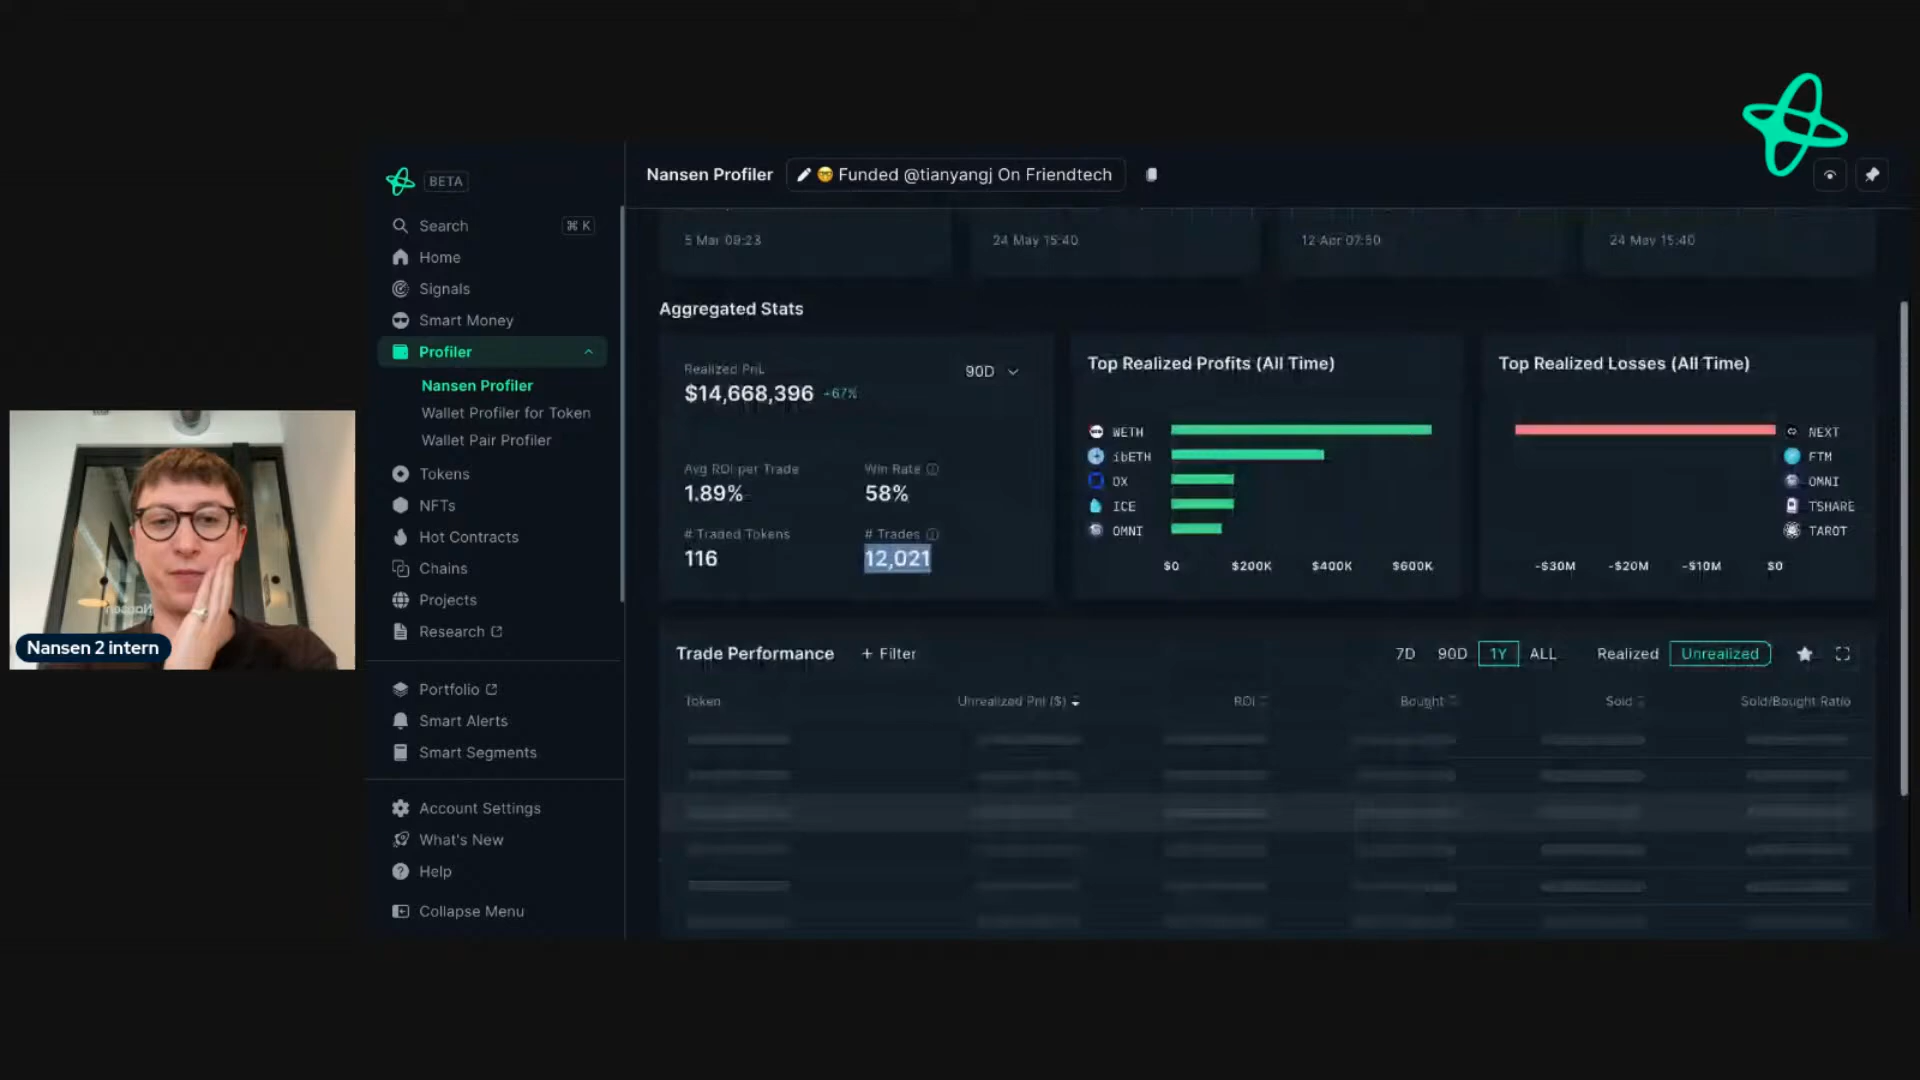 BETA
Search
⌘ K
Home
Signals
Smart Money
Profiler
Nansen Profiler
Wallet Profiler for Token
Wallet Pair Profiler
Tokens
NFTs
Hot Contracts
Chains
Projects
Research
Portfolio
Smart Alerts
Smart Segments
Account Settings
What's New
Help
Collapse Menu
Nansen 2 intern
Nansen Profiler
Funded @tianyangj On Friendtech
5 Mar 09:23
24 May 15:40
12 Apr 07:50
24 May 15:40
Aggregated Stats
Realized PnL
90D
$14,668,396 +67%
Avg ROI per Trade
Win Rate
1.89%
58%
# Traded Tokens
# Trades
116
12,021
Top Realized Profits (All Time)
WETH
ibETH
OX
ICE
OMNI
$0 $200K $400K $600K
Top Realized Losses (All Time)
NEXT
FTM
OMNI
TSHARE
TAROT
-$30M -$20M -$10M $0
Trade Performance
+ Filter
7D 90D 1Y ALL
Realized Unrealized
Token
Unrealized Pnl ($)
ROI
Bought
Sold
Sold/Bought Ratio